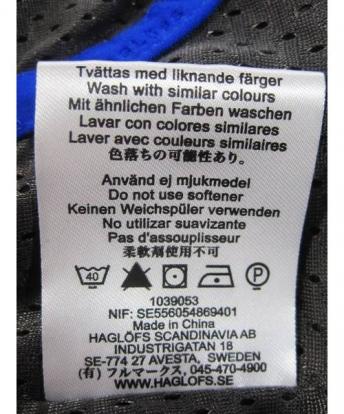 Tvättas med liknande färger
Wash with similar colours
Mit ähnlichen Farben waschen
Lavar con colores similares
Laver avec couleurs similaires
色落ちの可能性あり。
Använd ej mjukmedel
Do not use softener
Keinen Weichspüler verwenden
No utilizar suavizante
Pas d'assouplisseur
柔軟剤使用不可
40 P
1039053
NIF: SE556054869401
Made in China
HAGLÖFS SCANDINAVIA AB
INDUSTRIGATAN 18
SE-774 27 AVESTA, SWEDEN
(有) フルマークス, 045-470-4900
WWW.HAGLOFS.SE